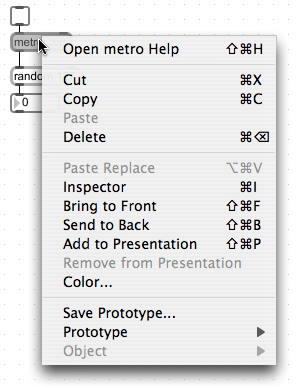 metro
Open metro Help ⇧⌘H
random
Cut ⌘X
0
Copy ⌘C
Paste
Delete ⌘⌫
Paste Replace ⌥⌘V
Inspector ⌘I
Bring to Front ⇧⌘F
Send to Back ⇧⌘B
Add to Presentation ⇧⌘P
Remove from Presentation
Color...
Save Prototype...
Prototype
Object